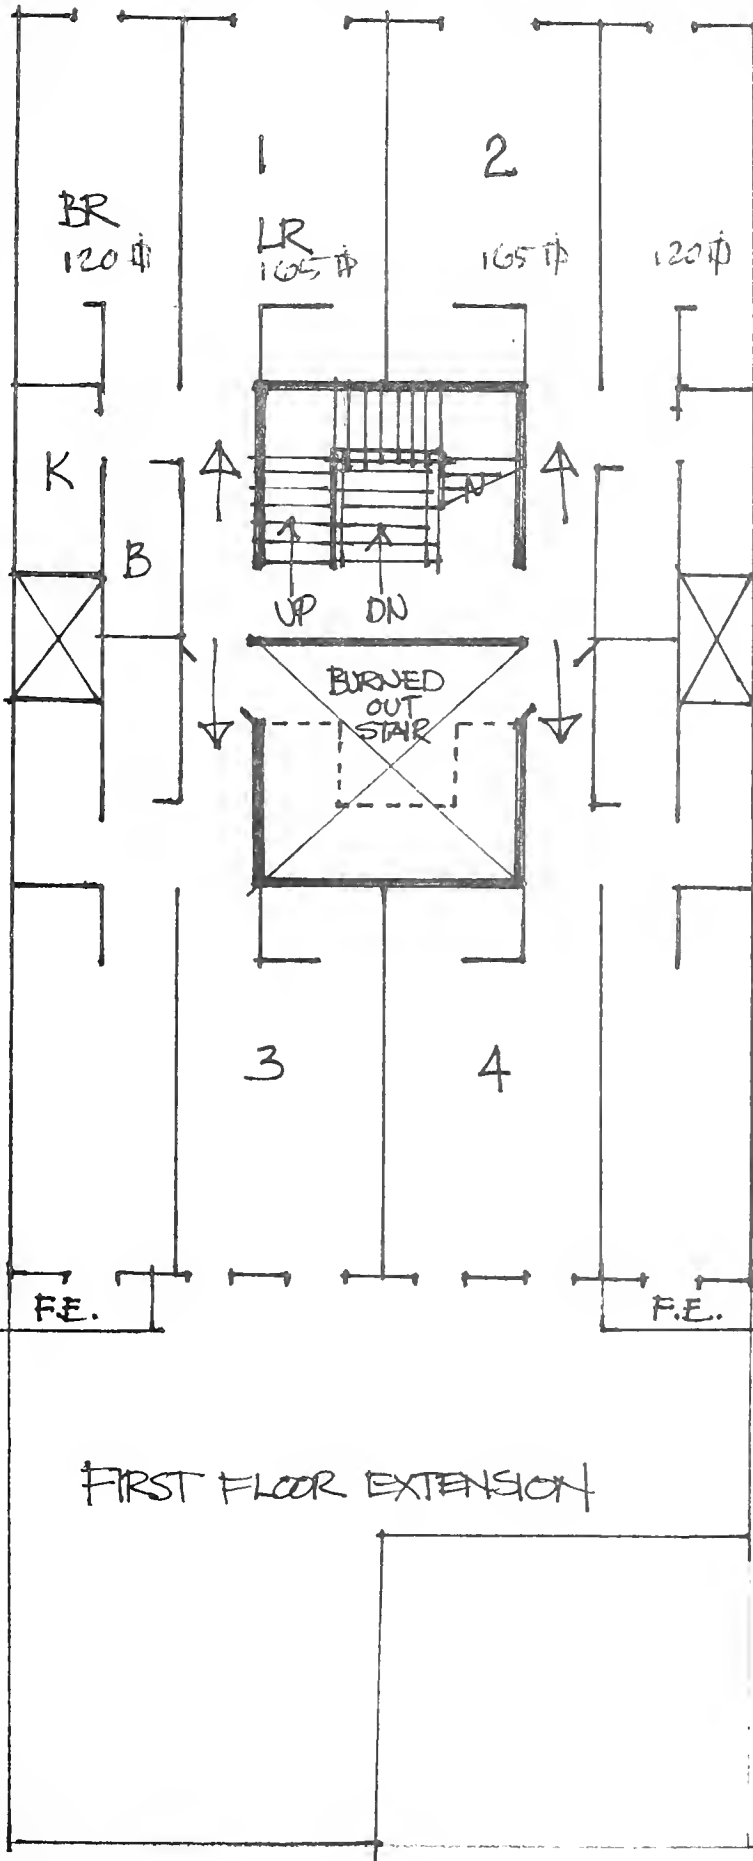 1
2
BR
120 ⏍
LR
165 ⏍
165 ⏍
120 ⏍
K
B
UP
DN
BURNED
OUT
STAIR
3
4
F.E.
F.E.
FIRST FLOOR EXTENSION